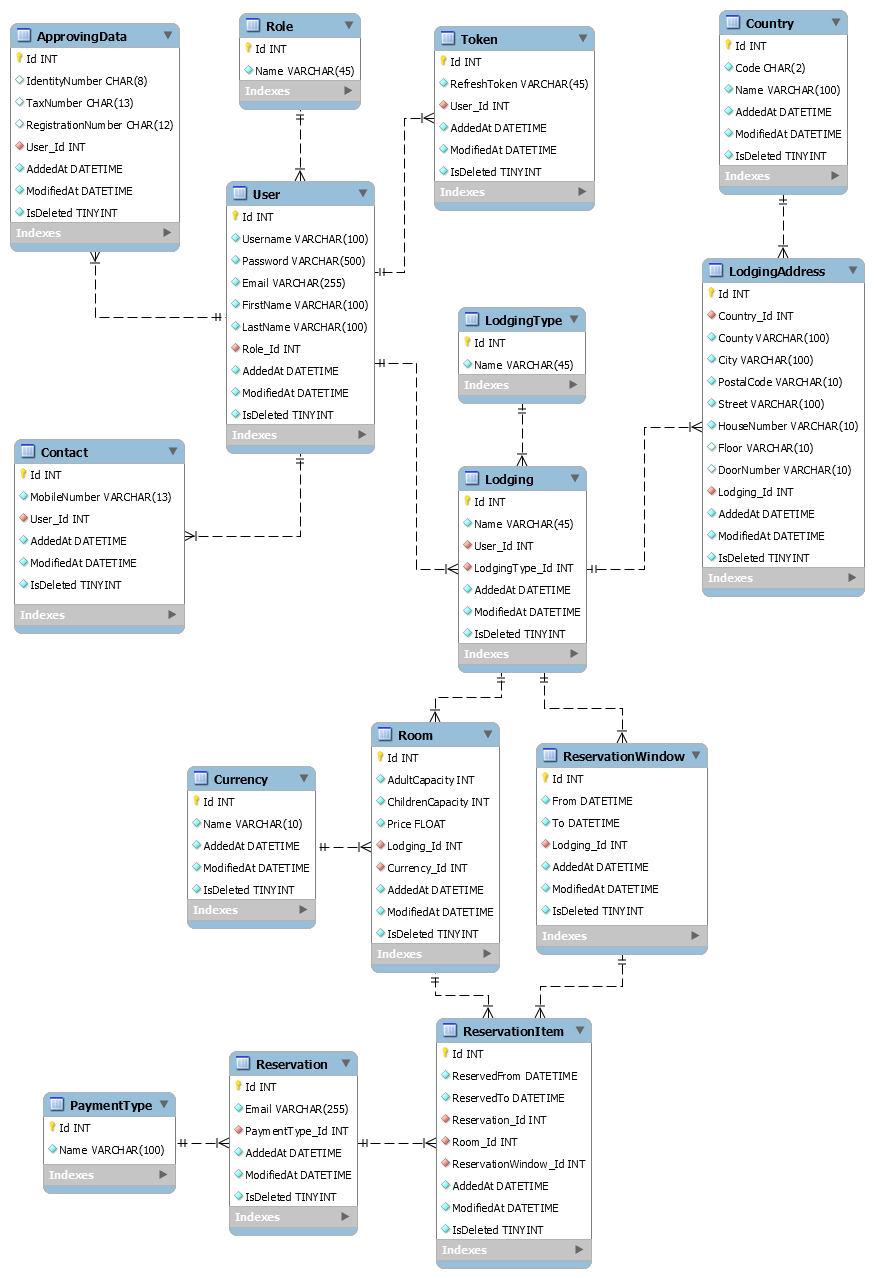 ApprovingData
Id INT
IdentityNumber CHAR(8)
TaxNumber CHAR(13)
RegistrationNumber CHAR(12)
User_Id INT
AddedAt DATETIME
ModifiedAt DATETIME
IsDeleted TINYINT
Indexes
Role
Id INT
Name VARCHAR(45)
Indexes
Token
Id INT
RefreshToken VARCHAR(45)
User_Id INT
AddedAt DATETIME
ModifiedAt DATETIME
IsDeleted TINYINT
Indexes
Country
Id INT
Code CHAR(2)
Name VARCHAR(100)
AddedAt DATETIME
ModifiedAt DATETIME
IsDeleted TINYINT
Indexes
User
Id INT
Username VARCHAR(100)
Password VARCHAR(500)
Email VARCHAR(255)
FirstName VARCHAR(100)
LastName VARCHAR(100)
Role_Id INT
AddedAt DATETIME
ModifiedAt DATETIME
IsDeleted TINYINT
Indexes
LodgingAddress
Id INT
Country_Id INT
County VARCHAR(100)
City VARCHAR(100)
PostalCode VARCHAR(10)
Street VARCHAR(100)
HouseNumber VARCHAR(10)
Floor VARCHAR(10)
DoorNumber VARCHAR(10)
Lodging_Id INT
AddedAt DATETIME
ModifiedAt DATETIME
IsDeleted TINYINT
Indexes
LodgingType
Id INT
Name VARCHAR(45)
Indexes
Contact
Id INT
MobileNumber VARCHAR(13)
User_Id INT
AddedAt DATETIME
ModifiedAt DATETIME
IsDeleted TINYINT
Indexes
Lodging
Id INT
Name VARCHAR(45)
User_Id INT
LodgingType_Id INT
AddedAt DATETIME
ModifiedAt DATETIME
IsDeleted TINYINT
Indexes
Room
Id INT
AdultCapacity INT
ChildrenCapacity INT
Price FLOAT
Lodging_Id INT
Currency_Id INT
AddedAt DATETIME
ModifiedAt DATETIME
IsDeleted TINYINT
Indexes
ReservationWindow
Id INT
From DATETIME
To DATETIME
Lodging_Id INT
AddedAt DATETIME
ModifiedAt DATETIME
IsDeleted TINYINT
Indexes
Currency
Id INT
Name VARCHAR(10)
AddedAt DATETIME
ModifiedAt DATETIME
IsDeleted TINYINT
Indexes
ReservationItem
Id INT
ReservedFrom DATETIME
ReservedTo DATETIME
Reservation_Id INT
Room_Id INT
ReservationWindow_Id INT
AddedAt DATETIME
ModifiedAt DATETIME
IsDeleted TINYINT
Indexes
Reservation
Id INT
Email VARCHAR(255)
PaymentType_Id INT
AddedAt DATETIME
ModifiedAt DATETIME
IsDeleted TINYINT
Indexes
PaymentType
Id INT
Name VARCHAR(100)
Indexes